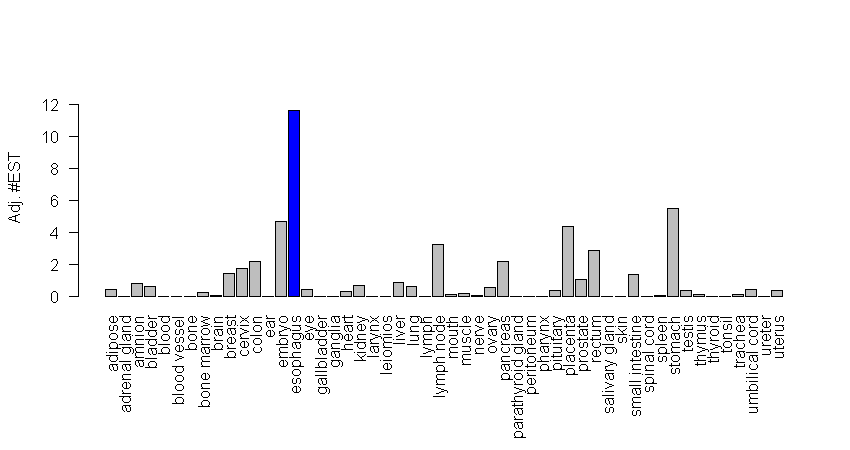 Adj. #EST
12
10
8
6
4
2
0
adipose
adrenal gland
amnion
bladder
blood
blood vessel
bone
bone marrow
brain
breast
cervix
colon
ear
embryo
esophagus
eye
gallbladder
ganglia
heart
kidney
larynx
leiomios
liver
lung
lymph
lymph node
mouth
muscle
nerve
ovary
pancreas
parathyroid gland
peritoneum
pharynx
pituitary
placenta
prostate
rectum
salivary gland
skin
small intestine
spinal cord
spleen
stomach
testis
thymus
thyroid
tonsil
trachea
umbilical cord
ureter
uterus